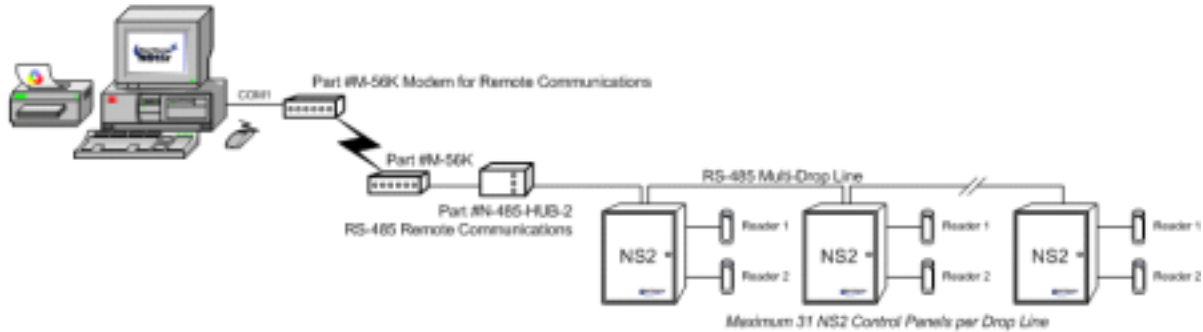 Part #M-56K Modem for Remote Communications
COM1
Part #M-56K
RS-485 Multi-Drop Line
Part #N-485-HUB-2
RS-485 Remote Communications
NS2
Reader 1
Reader 2
NS2
Reader 1
Reader 2
NS2
Reader 1
Reader 2
Maximum 31 NS2 Control Panels per Drop Line